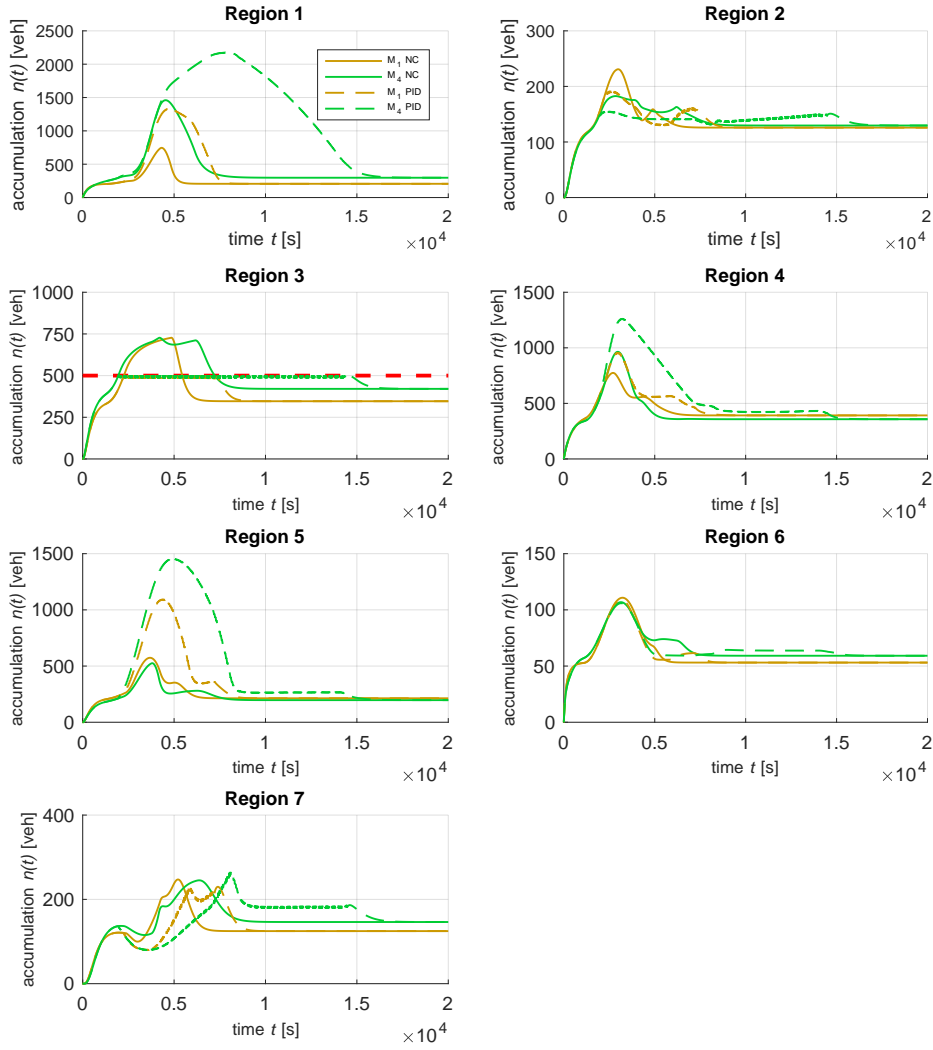 Region 1
accumulation n(t) [veh]
2500
2000
1500
1000
500
0
M1 NC
M4 NC
M1 PID
M4 PID
0 0.5 1 1.5 2
time t [s]
×10^4
Region 2
accumulation n(t) [veh]
300
200
100
0
0 0.5 1 1.5 2
time t [s]
×10^4
Region 3
accumulation n(t) [veh]
1000
750
500
250
0
0 0.5 1 1.5 2
time t [s]
×10^4
Region 4
accumulation n(t) [veh]
1500
1000
500
0
0 0.5 1 1.5 2
time t [s]
×10^4
Region 5
accumulation n(t) [veh]
1500
1000
500
0
0 0.5 1 1.5 2
time t [s]
×10^4
Region 6
accumulation n(t) [veh]
150
100
50
0
0 0.5 1 1.5 2
time t [s]
×10^4
Region 7
accumulation n(t) [veh]
400
200
0
0 0.5 1 1.5 2
time t [s]
×10^4